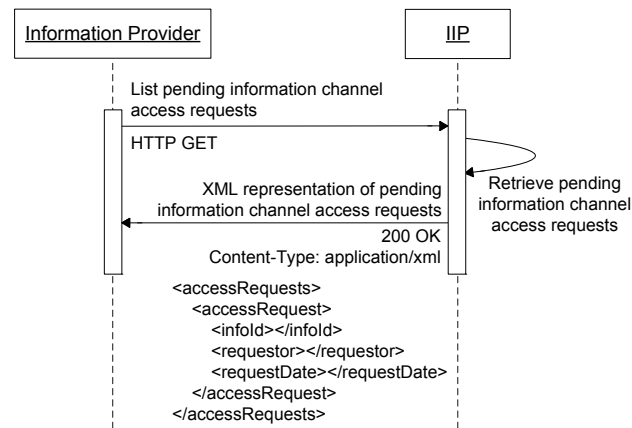 Information Provider
IIP
List pending information channel
access requests
HTTP GET
Retrieve pending
information channel
access requests
XML representation of pending
information channel access requests
200 OK
Content-Type: application/xml
<accessRequests>
<accessRequest>
<infoId></infoId>
<requestor></requestor>
<requestDate></requestDate>
</accessRequest>
</accessRequests>